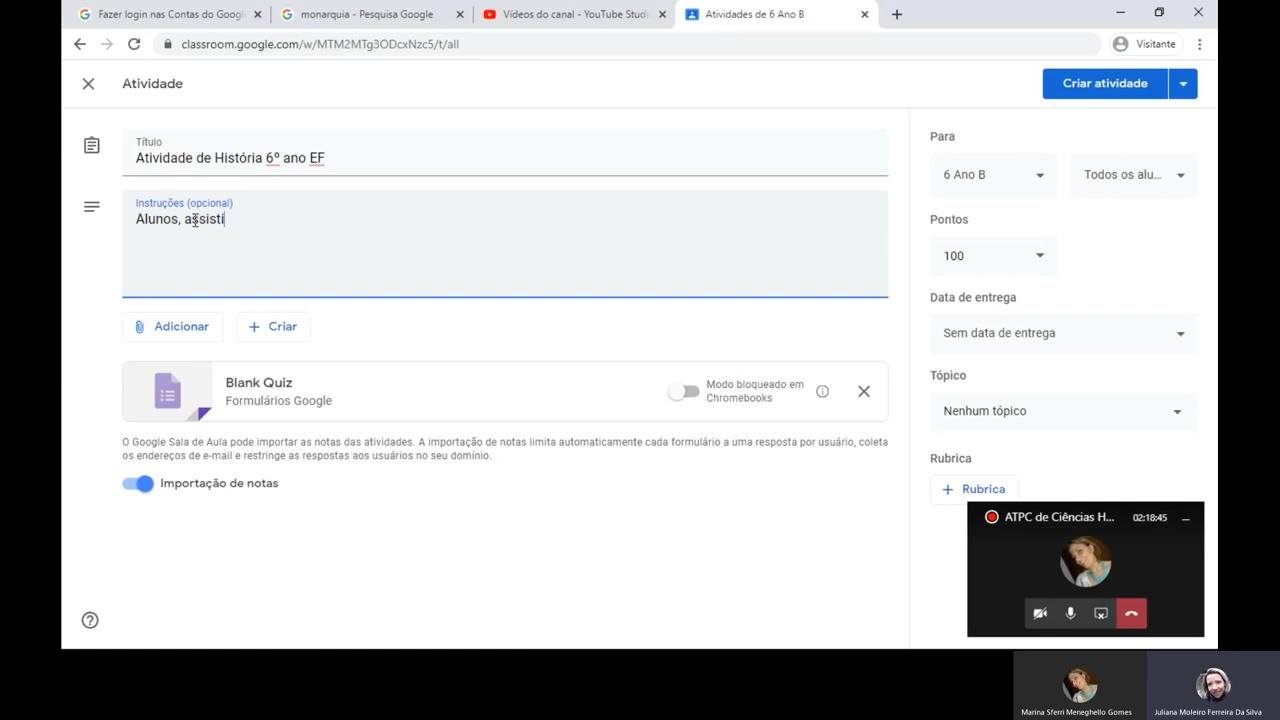 Fazer login nas Contas do Googl
monarquia - Pesquisa Google
Vídeos do canal - YouTube Studi
Atividades de 6 Ano B
classroom.google.com/w/MTM2MTg3ODcxNzc5/t/all
Visitante
Atividade
Criar atividade
Título
Atividade de História 6º ano EF
Instruções (opcional)
Alunos, assisti
Adicionar
Criar
Blank Quiz
Formulários Google
Modo bloqueado em
Chromebooks
O Google Sala de Aula pode importar as notas das atividades. A importação de notas limita automaticamente cada formulário a uma resposta por usuário, coleta
os endereços de e-mail e restringe as respostas aos usuários no seu domínio.
Importação de notas
Para
6 Ano B
Todos os alu...
Pontos
100
Data de entrega
Sem data de entrega
Tópico
Nenhum tópico
Rubrica
Rubrica
ATPC de Ciências H...
02:18:45
Marina Sferri Meneghello Gomes
Juliana Moleiro Ferreira Da Silva